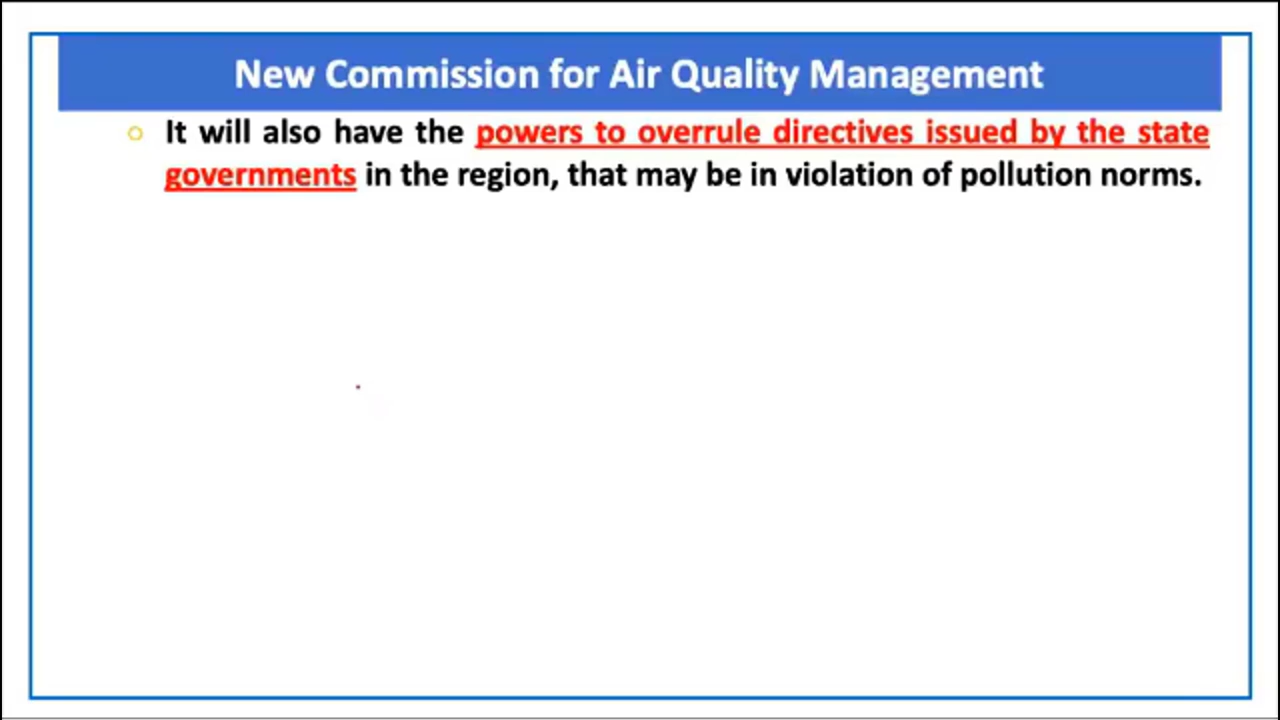 New Commission for Air Quality Management
It will also have the powers to overrule directives issued by the state
governments in the region, that may be in violation of pollution norms.